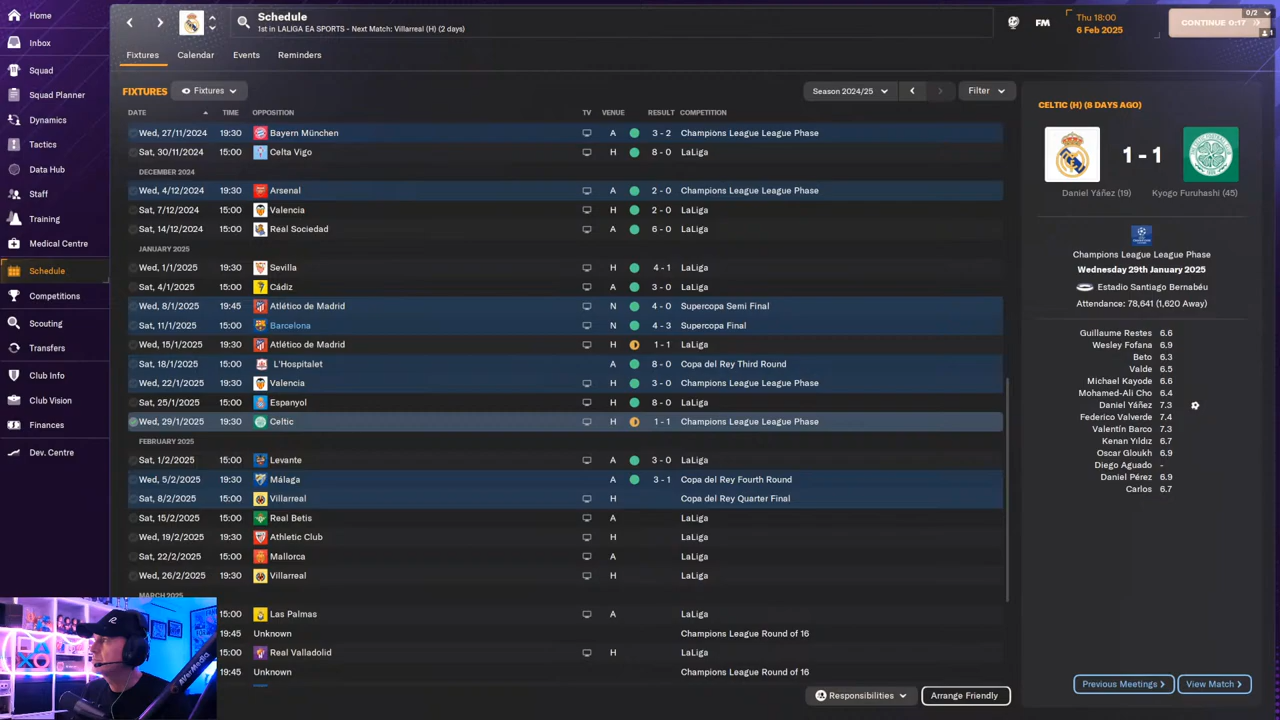 Home
Inbox
Squad
Squad Planner
Dynamics
Tactics
Data Hub
Staff
Training
Medical Centre
Schedule
Competitions
Scouting
Transfers
Club Info
Club Vision
Finances
Dev. Centre
Schedule
1st in LALIGA EA SPORTS - Next Match: Villarreal (H) (2 days)
FM
Thu 18:00
6 Feb 2025
CONTINUE 0:17
0/2
1
Fixtures Calendar Events Reminders
FIXTURES Fixtures Season 2024/25 Filter
DATE TIME OPPOSITION TV VENUE RESULT COMPETITION
Wed, 27/11/2024 19:30 Bayern München A 3 - 2 Champions League League Phase
Sat, 30/11/2024 15:00 Celta Vigo H 8 - 0 LaLiga
DECEMBER 2024
Wed, 4/12/2024 19:30 Arsenal A 2 - 0 Champions League League Phase
Sat, 7/12/2024 15:00 Valencia H 2 - 0 LaLiga
Sat, 14/12/2024 15:00 Real Sociedad A 6 - 0 LaLiga
JANUARY 2025
Wed, 1/1/2025 19:30 Sevilla H 4 - 1 LaLiga
Sat, 4/1/2025 15:00 Cádiz A 3 - 0 LaLiga
Wed, 8/1/2025 19:45 Atlético de Madrid N 4 - 0 Supercopa Semi Final
Sat, 11/1/2025 15:00 Barcelona N 4 - 3 Supercopa Final
Wed, 15/1/2025 19:30 Atlético de Madrid H 1 - 1 LaLiga
Sat, 18/1/2025 15:00 L'Hospitalet A 8 - 0 Copa del Rey Third Round
Wed, 22/1/2025 19:30 Valencia H 3 - 0 Champions League League Phase
Sat, 25/1/2025 15:00 Espanyol H 8 - 0 LaLiga
Wed, 29/1/2025 19:30 Celtic H 1 - 1 Champions League League Phase
FEBRUARY 2025
Sat, 1/2/2025 15:00 Levante A 3 - 0 LaLiga
Wed, 5/2/2025 19:30 Málaga A 3 - 1 Copa del Rey Fourth Round
Sat, 8/2/2025 15:00 Villarreal H Copa del Rey Quarter Final
Sat, 15/2/2025 15:00 Real Betis A LaLiga
Wed, 19/2/2025 19:30 Athletic Club H LaLiga
Sat, 22/2/2025 15:00 Mallorca A LaLiga
Wed, 26/2/2025 19:30 Villarreal H LaLiga
MARCH 2025
15:00 Las Palmas A LaLiga
19:45 Unknown Champions League Round of 16
15:00 Real Valladolid H LaLiga
19:45 Unknown Champions League Round of 16
Responsibilities Arrange Friendly
CELTIC (H) (8 DAYS AGO)
1 - 1
Daniel Yáñez (19) Kyogo Furuhashi (45)
Champions League League Phase
Wednesday 29th January 2025
Estadio Santiago Bernabéu
Attendance: 78,641 (1,620 Away)
Guillaume Restes 6.6
Wesley Fofana 6.9
Beto 6.3
Valde 6.5
Michael Kayode 6.6
Mohamed-Ali Cho 6.4
Daniel Yáñez 7.3
Federico Valverde 7.4
Valentín Barco 7.3
Kenan Yıldız 6.7
Oscar Gloukh 6.9
Diego Aguado -
Daniel Pérez 6.9
Carlos 6.7
Previous Meetings View Match
AVerMedia